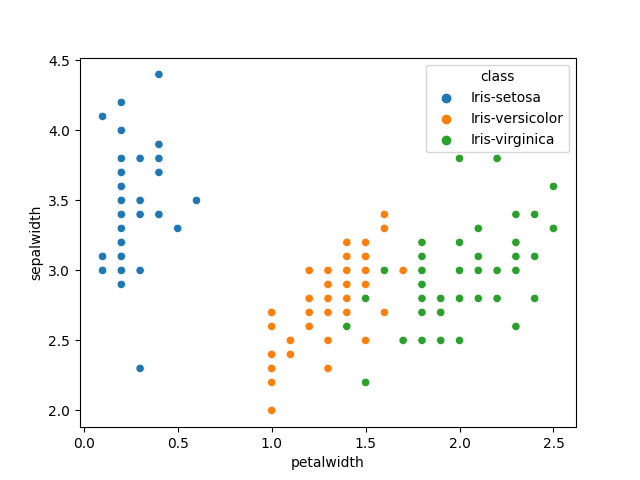 4.5
4.0
3.5
3.0
2.5
2.0
sepalwidth
class
Iris-setosa
Iris-versicolor
Iris-virginica
0.0 0.5 1.0 1.5 2.0 2.5
petalwidth